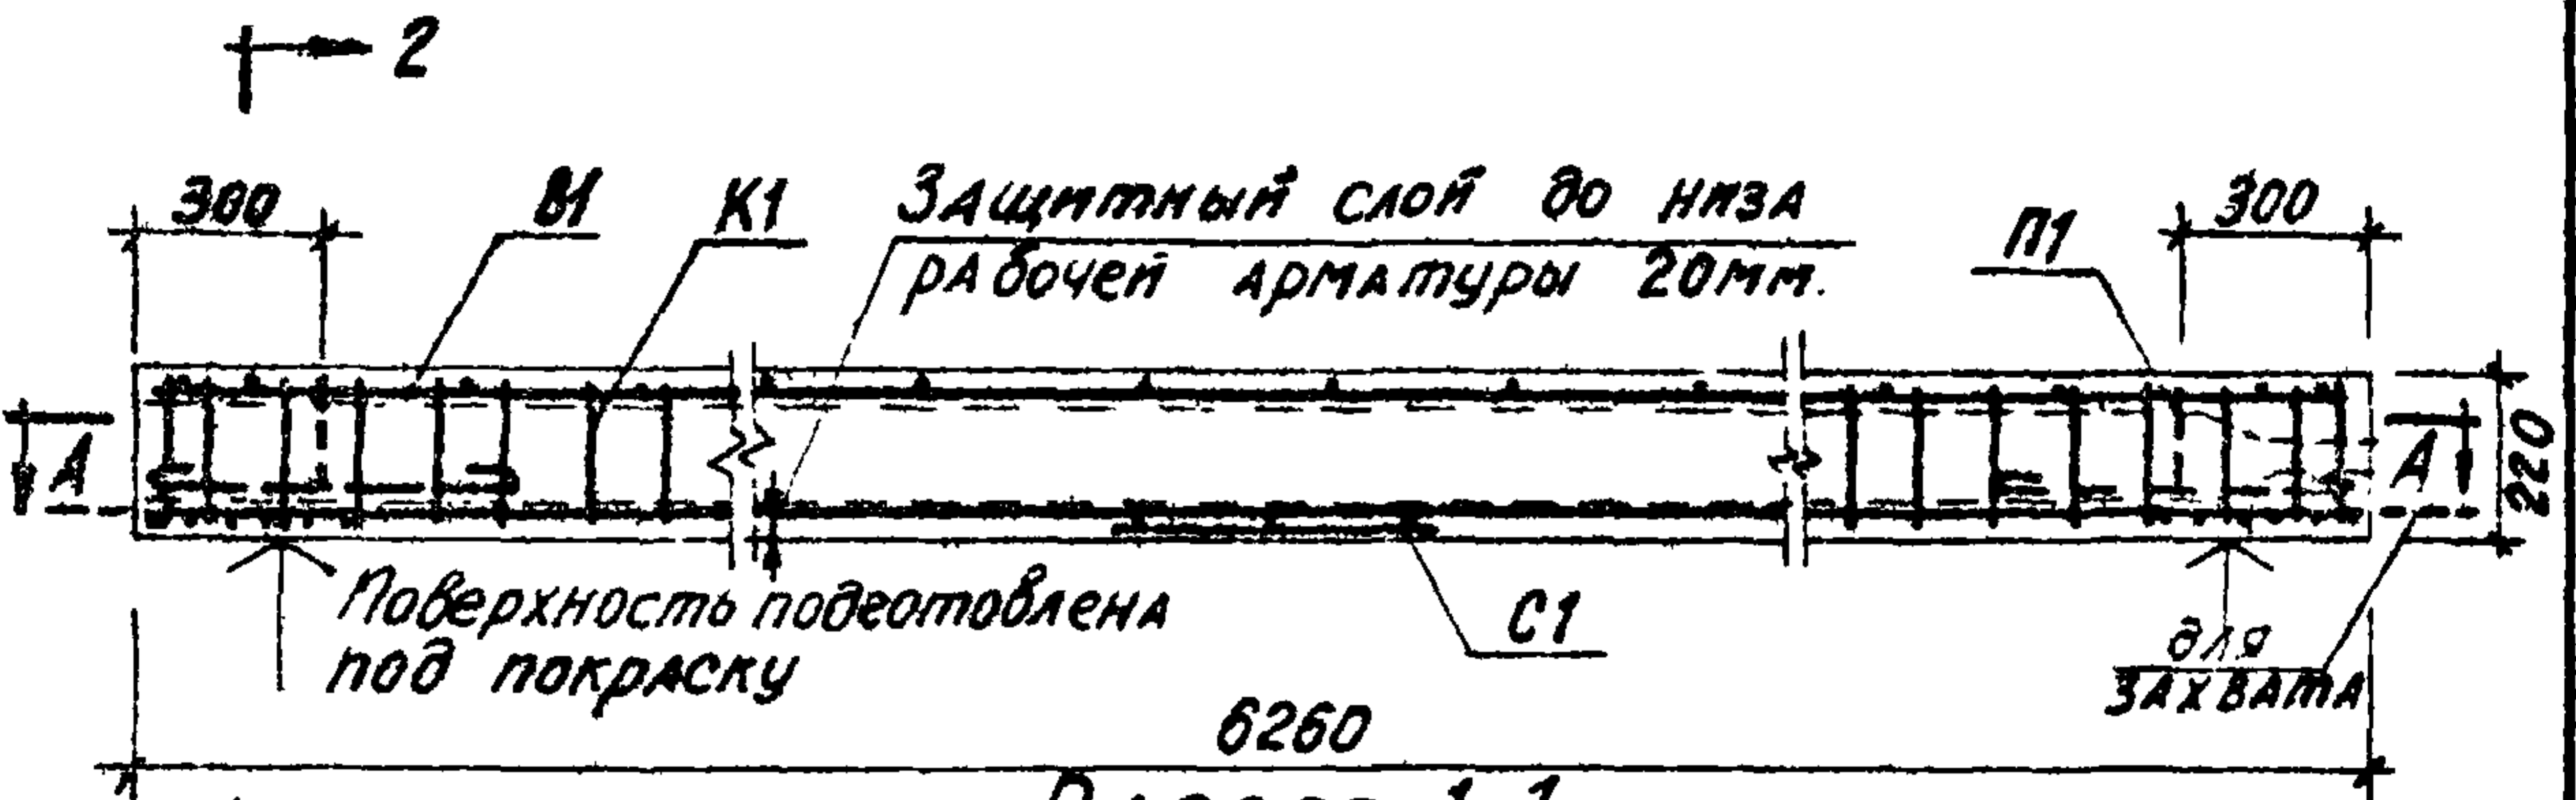 2
300
В1
К1
Защитный слой до низа
рабочей арматуры 20мм.
П1
300
А
А
220
Поверхность подготовлена
под покраску
С1
для
захвата
6260